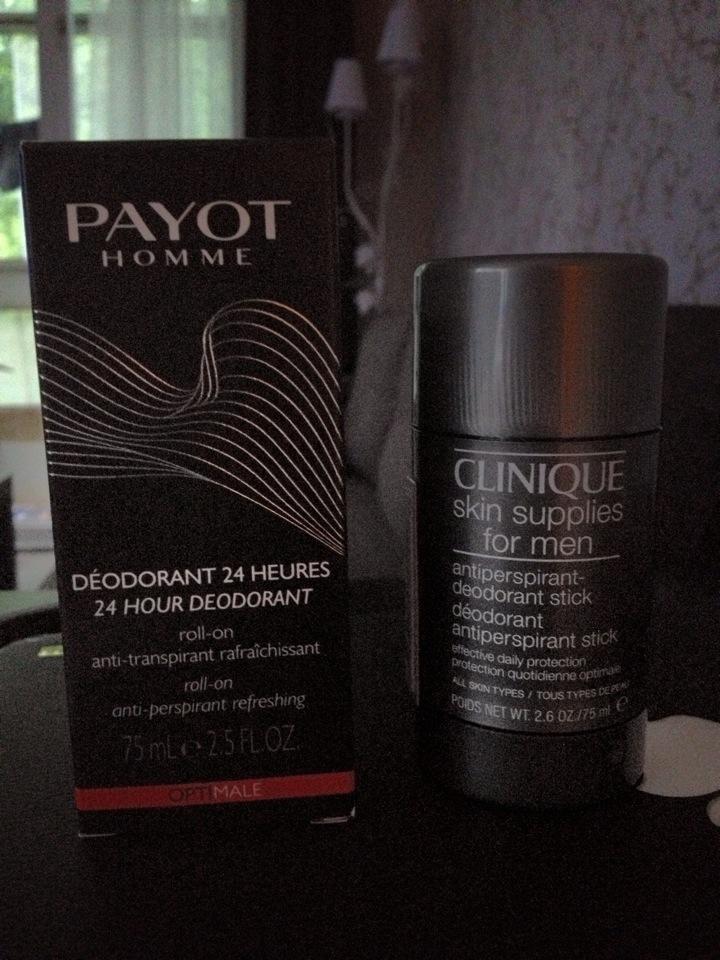 PAYOT
HOMME
DÉODORANT 24 HEURES
24 HOUR DEODORANT
roll-on
anti-transpirant rafraîchissant
roll-on
anti-perspirant refreshing
75 mL ℮ 2.5 FL.OZ.
OPTIMALE
CLINIQUE
skin supplies
for men
antiperspirant-
deodorant stick
déodorant
antiperspirant stick
effective daily protection
protection quotidienne optimale
ALL SKIN TYPES / TOUS TYPES DE PEAU
POIDS NET WT. 2.6 OZ./75 ml ℮